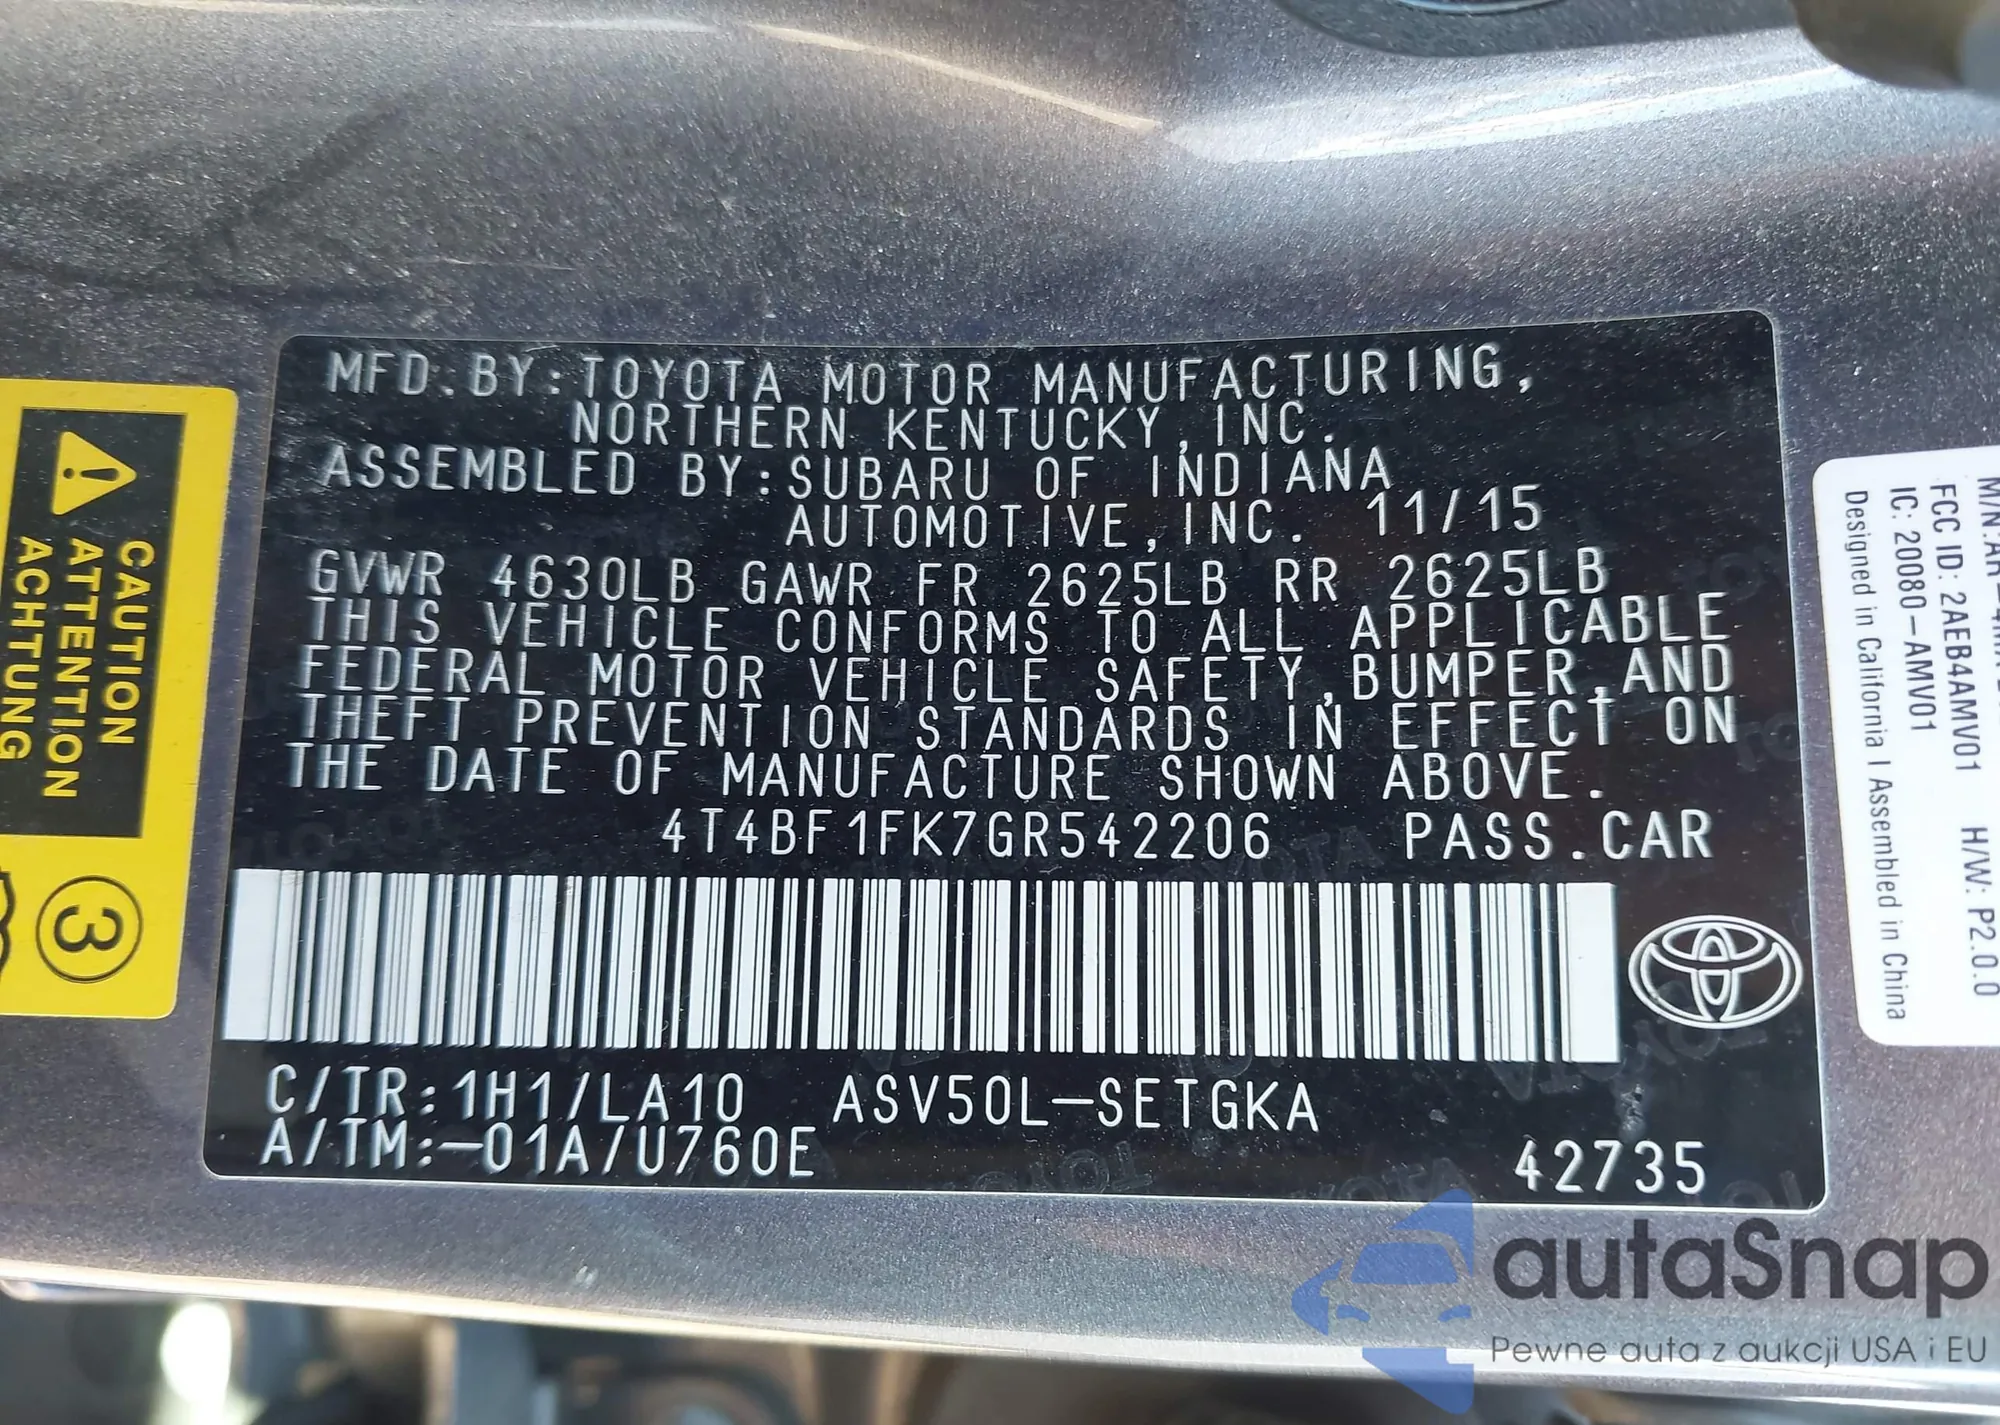 MFD.BY:TOYOTA MOTOR MANUFACTURING,
NORTHERN KENTUCKY,INC.
ASSEMBLED BY:SUBARU OF INDIANA
AUTOMOTIVE,INC. 11/15
GVWR 4630LB GAWR FR 2625LB RR 2625LB
THIS VEHICLE CONFORMS TO ALL APPLICABLE
FEDERAL MOTOR VEHICLE SAFETY,BUMPER,AND
THEFT PREVENTION STANDARDS IN EFFECT ON
THE DATE OF MANUFACTURE SHOWN ABOVE.
4T4BF1FK7GR542206 PASS.CAR
C/TR:1H1/LA10 ASV50L-SETGKA
A/TM:-01A/U760E
42735
CAUTION
ATTENTION
ACHTUNG
3
H/W: P2.0.0
FCC ID: 2AEB4AMV01
IC: 20080-AMV01
Designed in California | Assembled in China
autaSnap
Pewne auta z aukcji USA i EU